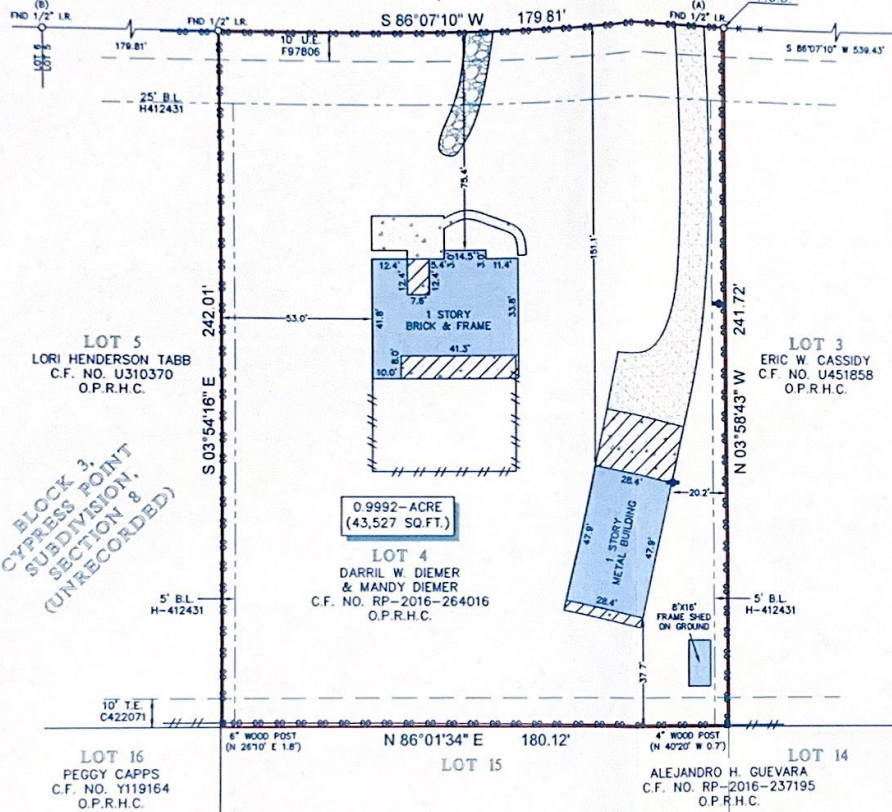 (B)
FND 1/2" I.R.
S 86°07'10" W 179.81'
(A)
FND 1/2" I.R.
LOT 6
LOT 5
179.81'
10' U.E.
F97806
S 86°07'10" W 539.43'
25' B.L.
H412431
75.4'
151.1'
14.5'
12.4'
5.4'
3.0'
3.0'
11.4'
12.4'
12.4'
7.6'
41.8'
33.8'
1 STORY
BRICK & FRAME
53.0'
41.3'
8.0'
10.0'
S 03°54'16" E 242.01'
N 03°58'43" W 241.72'
LOT 5
LORI HENDERSON TABB
C.F. NO. U310370
O.P.R.H.C.
LOT 3
ERIC W. CASSIDY
C.F. NO. U451858
O.P.R.H.C.
BLOCK 3,
CYPRESS POINT
SUBDIVISION,
SECTION 8
(UNRECORDED)
0.9992-ACRE
(43,527 SQ.FT.)
LOT 4
DARRIL W. DIEMER
& MANDY DIEMER
C.F. NO. RP-2016-264016
O.P.R.H.C.
28.4'
20.2'
47.9'
1 STORY
METAL BUILDING
47.9'
28.4'
5' B.L.
H-412431
5' B.L.
H-412431
8'X16'
FRAME SHED
ON GROUND
37.7'
10' T.E.
C422071
6" WOOD POST
(N 26°10' E 1.8')
N 86°01'34" E 180.12'
4" WOOD POST
(N 40°20' W 0.7')
LOT 16
PEGGY CAPPS
C.F. NO. Y119164
O.P.R.H.C.
LOT 15
LOT 14
ALEJANDRO H. GUEVARA
C.F. NO. RP-2016-237195
O.P.R.H.C.